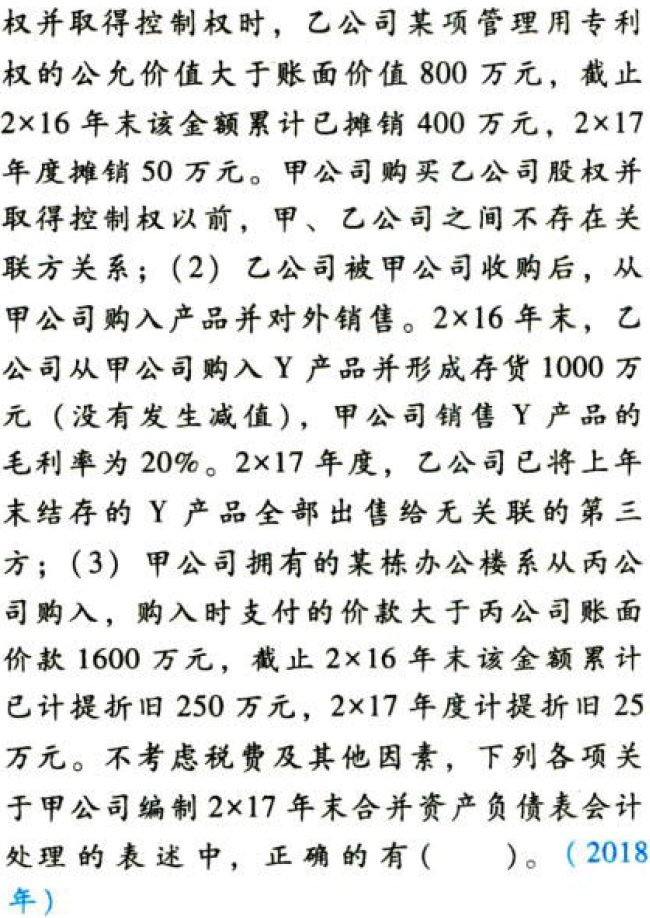 权并取得控制权时，乙公司某项管理用专利
权的公允价值大于账面价值 800 万元，截止
2×16 年末该金额累计已摊销 400 万元，2×17
年度摊销 50 万元。甲公司购买乙公司股权并
取得控制权以前，甲、乙公司之间不存在关
联方关系；（2） 乙公司被甲公司收购后，从
甲公司购入产品并对外销售。2×16 年末，乙
公司从甲公司购入 Y 产品并形成存货 1000 万
元（没有发生减值），甲公司销售 Y 产品的
毛利率为 20%。2×17 年度，乙公司已将上年
末结存的 Y 产品全部出售给无关联的第三
方；（3） 甲公司拥有的某栋办公楼系从丙公
司购入，购入时支付的价款大于丙公司账面
价款 1600 万元，截止 2×16 年末该金额累计
已计提折旧 250 万元，2×17 年度计提折旧 25
万元。不考虑税费及其他因素，下列各项关
于甲公司编制 2×17 年末合并资产负债表会计
处理的表述中，正确的有（　　）。（2018
年）